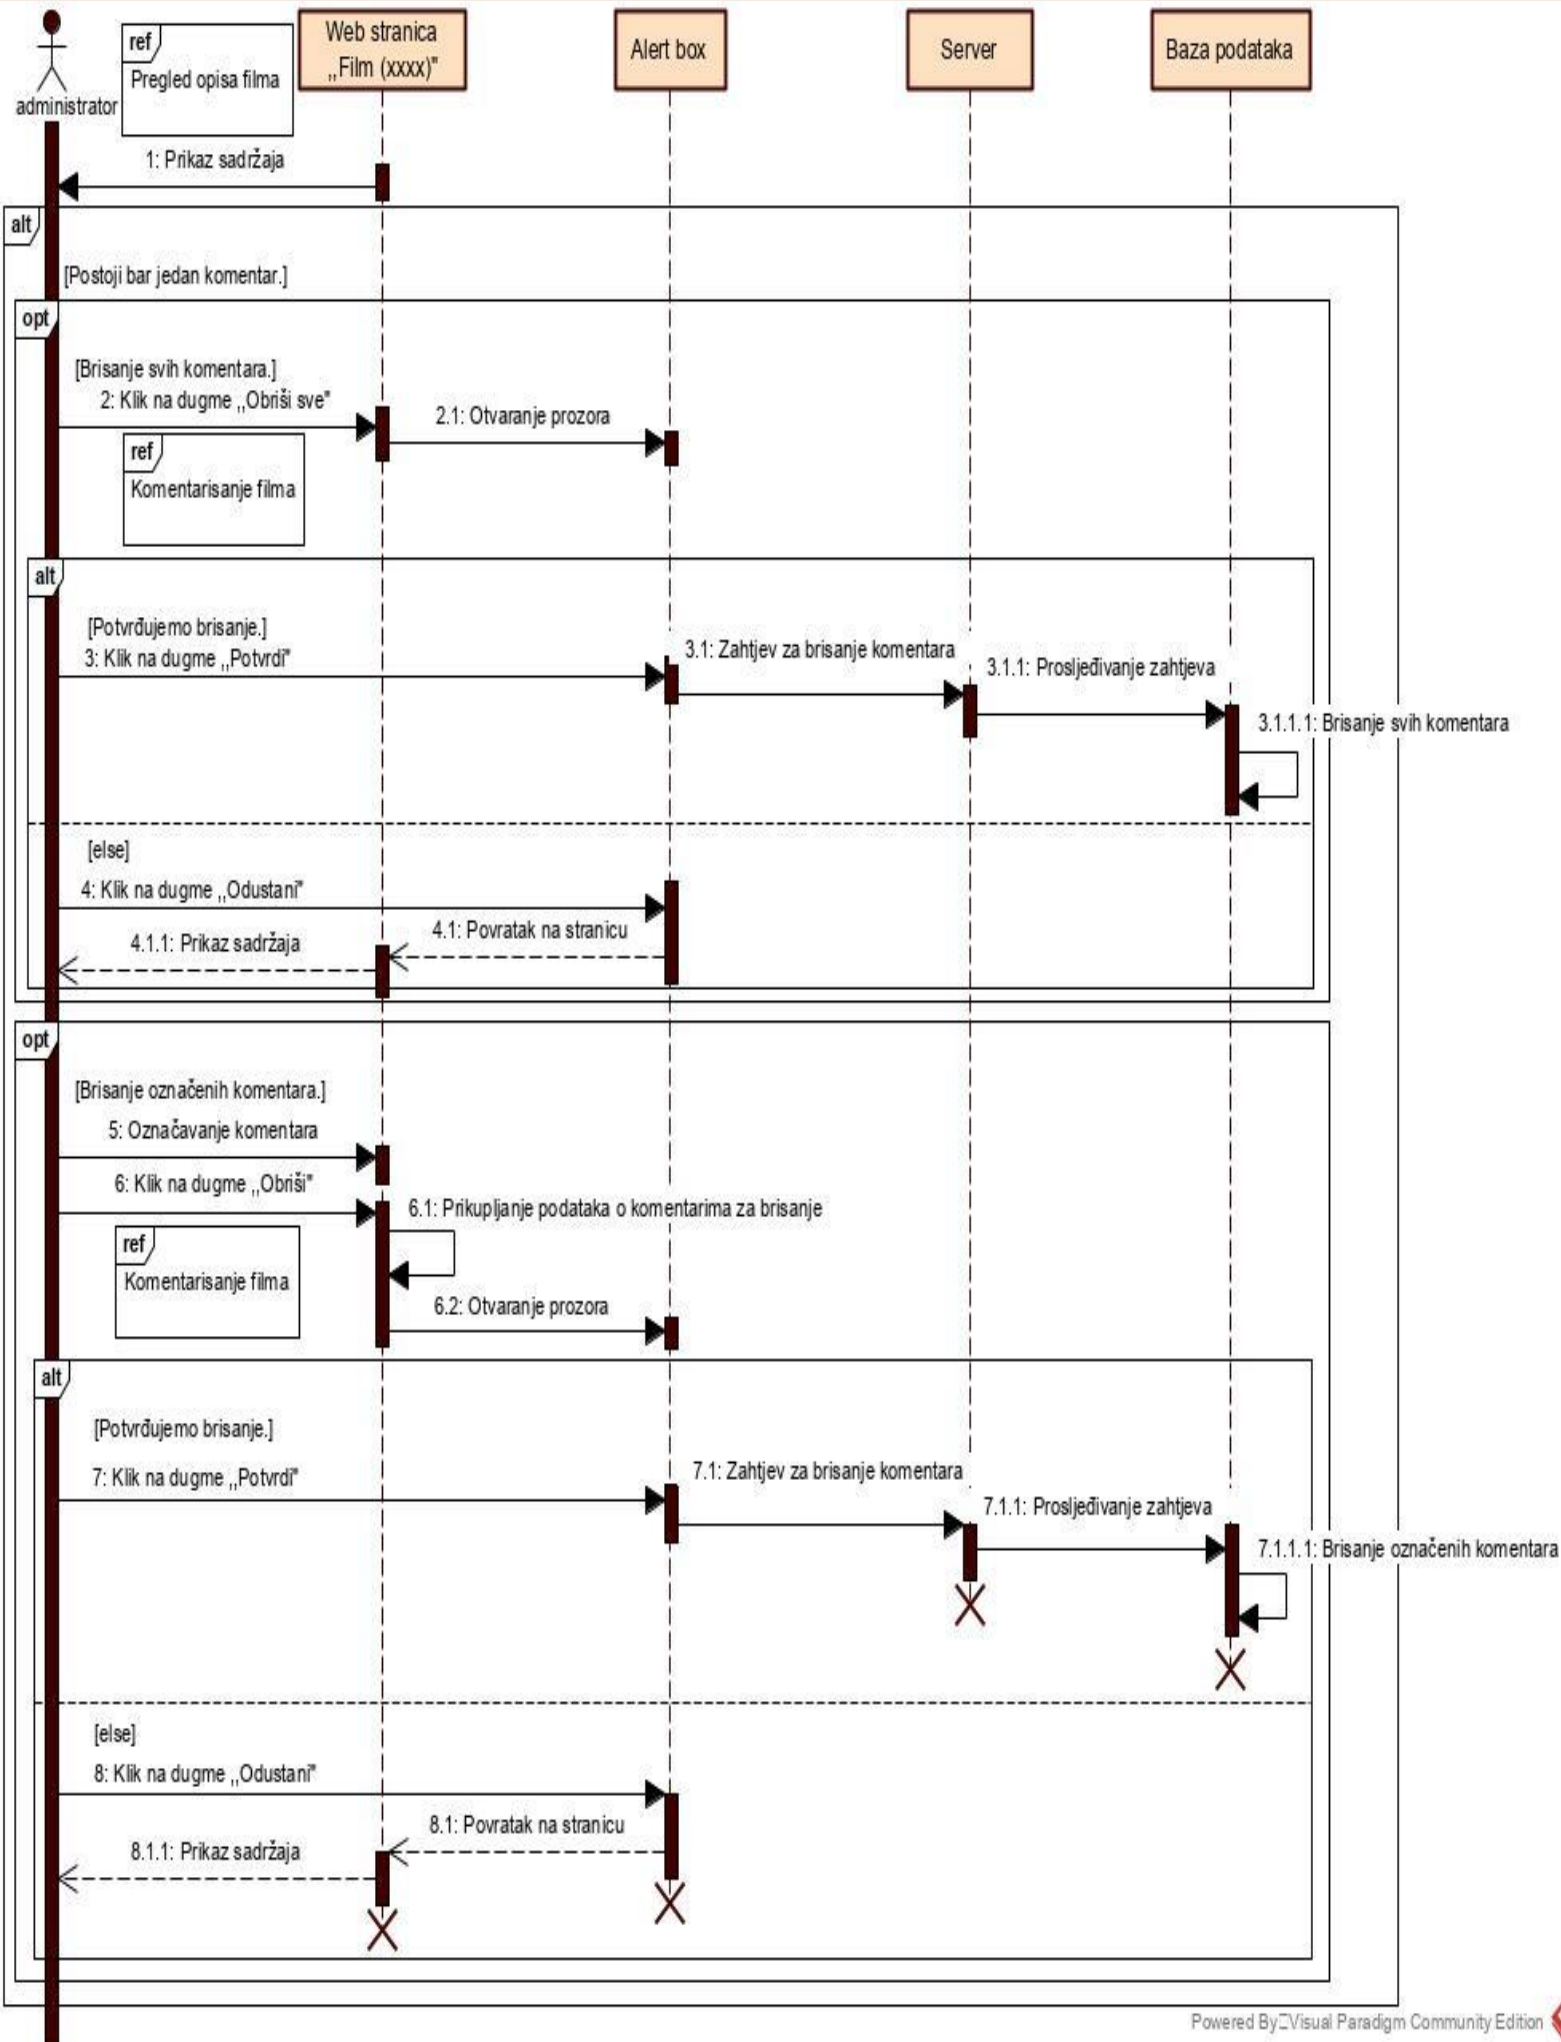 ref
Pregled opisa filma
administrator
Web stranica
,,Film (xxxx)"
Alert box
Server
Baza podataka
1: Prikaz sadržaja
alt
[Postoji bar jedan komentar.]
opt
[Brisanje svih komentara.]
2: Klik na dugme ,,Obriši sve"
2.1: Otvaranje prozora
ref
Komentarisanje filma
alt
[Potvrđujemo brisanje.]
3: Klik na dugme ,,Potvrdi"
3.1: Zahtjev za brisanje komentara
3.1.1: Prosljeđivanje zahtjeva
3.1.1.1: Brisanje svih komentara
[else]
4: Klik na dugme ,,Odustani"
4.1: Povratak na stranicu
4.1.1: Prikaz sadržaja
opt
[Brisanje označenih komentara.]
5: Označavanje komentara
6: Klik na dugme ,,Obriši"
6.1: Prikupljanje podataka o komentarima za brisanje
ref
Komentarisanje filma
6.2: Otvaranje prozora
alt
[Potvrđujemo brisanje.]
7: Klik na dugme ,,Potvrdi"
7.1: Zahtjev za brisanje komentara
7.1.1: Prosljeđivanje zahtjeva
7.1.1.1: Brisanje označenih komentara
[else]
8: Klik na dugme ,,Odustani"
8.1: Povratak na stranicu
8.1.1: Prikaz sadržaja
Powered By Visual Paradigm Community Edition